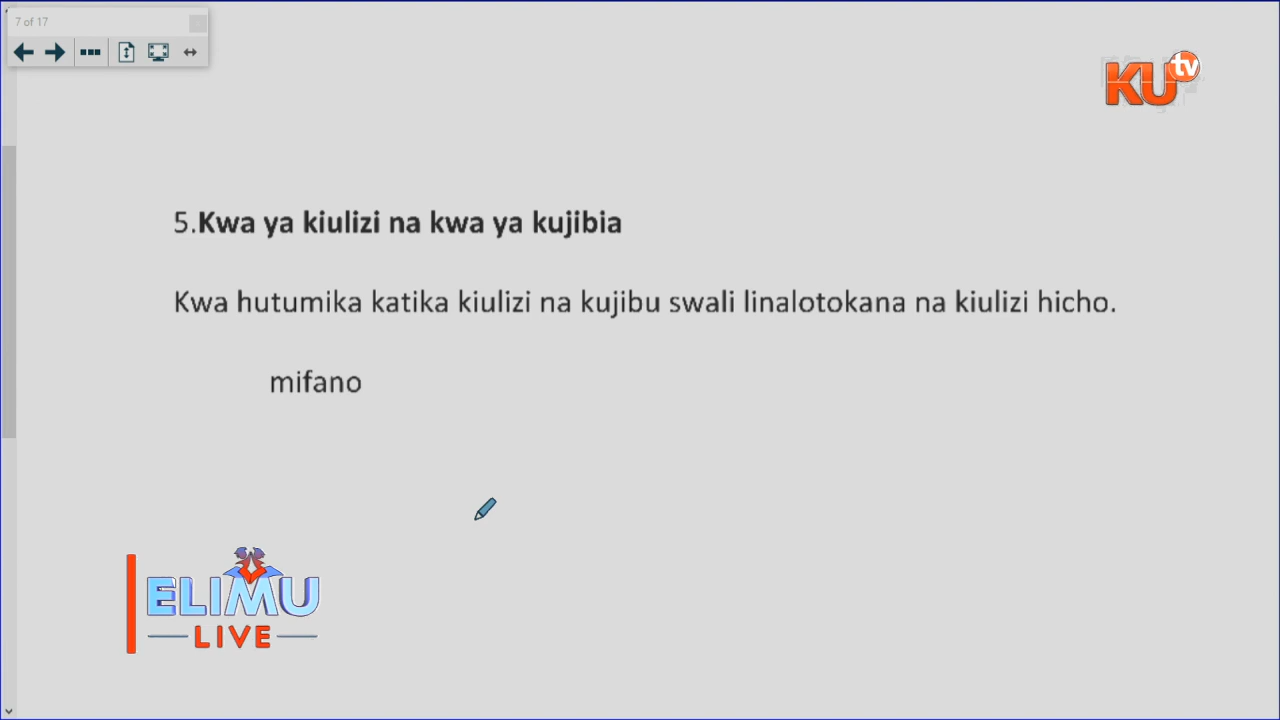 7 of 17
KU tv
5.Kwa ya kiulizi na kwa ya kujibia
Kwa hutumika katika kiulizi na kujibu swali linalotokana na kiulizi hicho.
mifano
ELIMU
LIVE